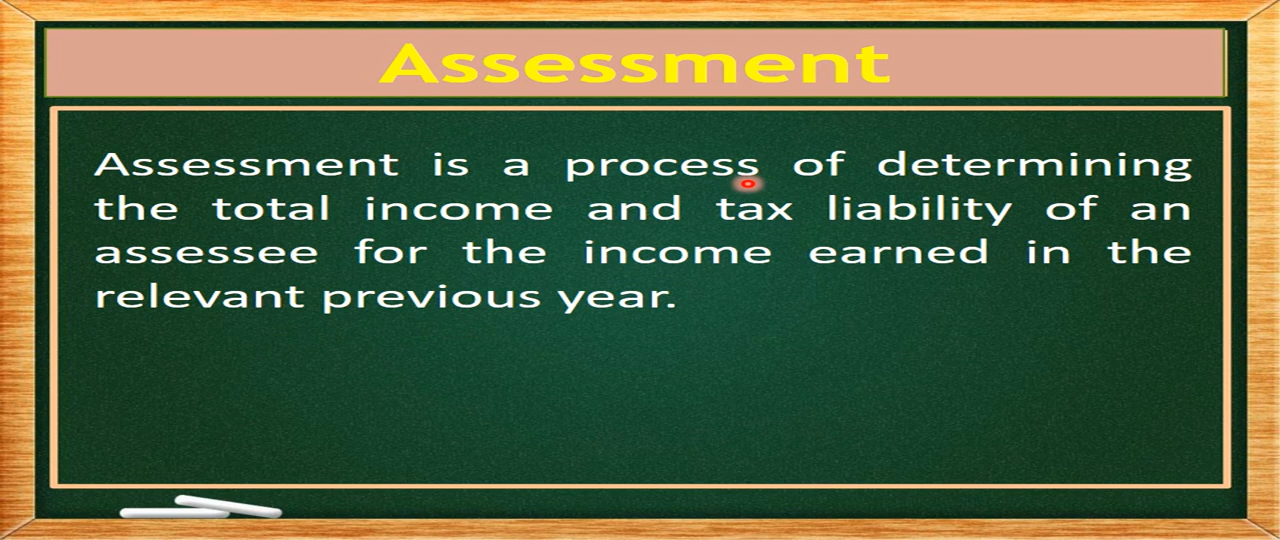 Assessment
Assessment is a process of determining
the total income and tax liability of an
assessee for the income earned in the
relevant previous year.